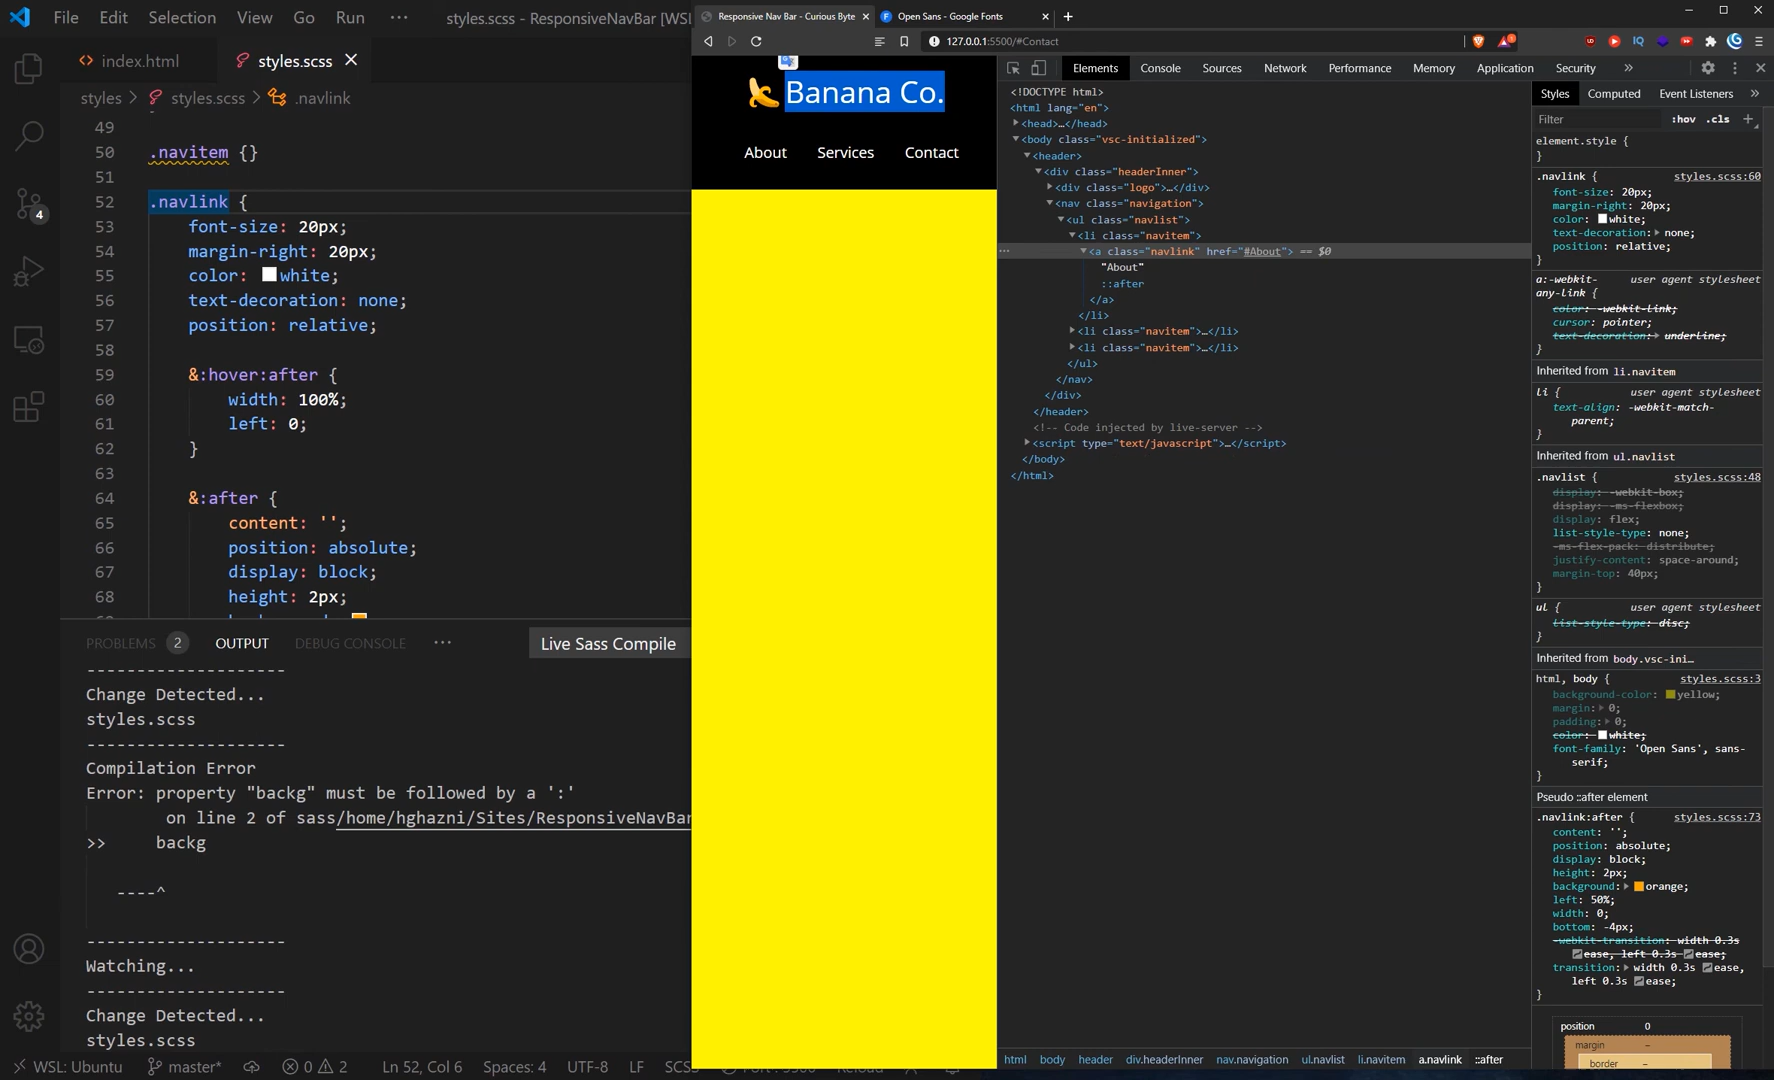 File Edit Selection View Go Run ··· styles.scss - ResponsiveNavBar [WSL
index.html styles.scss
styles > styles.scss > .navlink
49
50 .navitem {}
51
52 .navlink {
53 font-size: 20px;
54 margin-right: 20px;
55 color: white;
56 text-decoration: none;
57 position: relative;
58
59 &:hover:after {
60 width: 100%;
61 left: 0;
62 }
63
64 &:after {
65 content: '';
66 position: absolute;
67 display: block;
68 height: 2px;
PROBLEMS 2 OUTPUT DEBUG CONSOLE ··· Live Sass Compile
--------------------
Change Detected...
styles.scss
--------------------
Compilation Error
Error: property "backg" must be followed by a ':'
on line 2 of sass/home/hghazni/Sites/ResponsiveNavBar
>> backg
----^
--------------------
Watching...
--------------------
Change Detected...
styles.scss
4
WSL: Ubuntu master* 0 2 Ln 52, Col 6 Spaces: 4 UTF-8 LF SCSS
Responsive Nav Bar - Curious Byte Open Sans - Google Fonts
127.0.0.1:5500/#Contact
Banana Co.
About Services Contact
Elements Console Sources Network Performance Memory Application Security »
<!DOCTYPE html>
<html lang="en">
<head>…</head>
<body class="vsc-initialized">
<header>
<div class="headerInner">
<div class="logo">…</div>
<nav class="navigation">
<ul class="navlist">
<li class="navitem">
<a class="navlink" href="#About"> == $0
"About"
::after
</a>
</li>
<li class="navitem">…</li>
<li class="navitem">…</li>
</ul>
</nav>
</div>
</header>
<!-- Code injected by live-server -->
<script type="text/javascript">…</script>
</body>
</html>
html body header div.headerInner nav.navigation ul.navlist li.navitem a.navlink ::after
Styles Computed Event Listeners »
Filter :hov .cls +
element.style {
}
.navlink { styles.scss:60
font-size: 20px;
margin-right: 20px;
color: white;
text-decoration: none;
position: relative;
}
a:-webkit- user agent stylesheet
any-link {
color: -webkit-link;
cursor: pointer;
text-decoration: underline;
}
Inherited from li.navitem
li { user agent stylesheet
text-align: -webkit-match-
parent;
}
Inherited from ul.navlist
.navlist { styles.scss:48
display: -webkit-box;
display: -ms-flexbox;
display: flex;
list-style-type: none;
-ms-flex-pack: distribute;
justify-content: space-around;
margin-top: 40px;
}
ul { user agent stylesheet
list-style-type: disc;
}
Inherited from body.vsc-ini…
html, body { styles.scss:3
background-color: yellow;
margin: 0;
padding: 0;
color: white;
font-family: 'Open Sans', sans-
serif;
}
Pseudo ::after element
.navlink:after { styles.scss:73
content: '';
position: absolute;
display: block;
height: 2px;
background: orange;
left: 50%;
width: 0;
bottom: -4px;
-webkit-transition: width 0.3s
ease, left 0.3s ease;
transition: width 0.3s ease,
left 0.3s ease;
}
position 0
margin –
border –